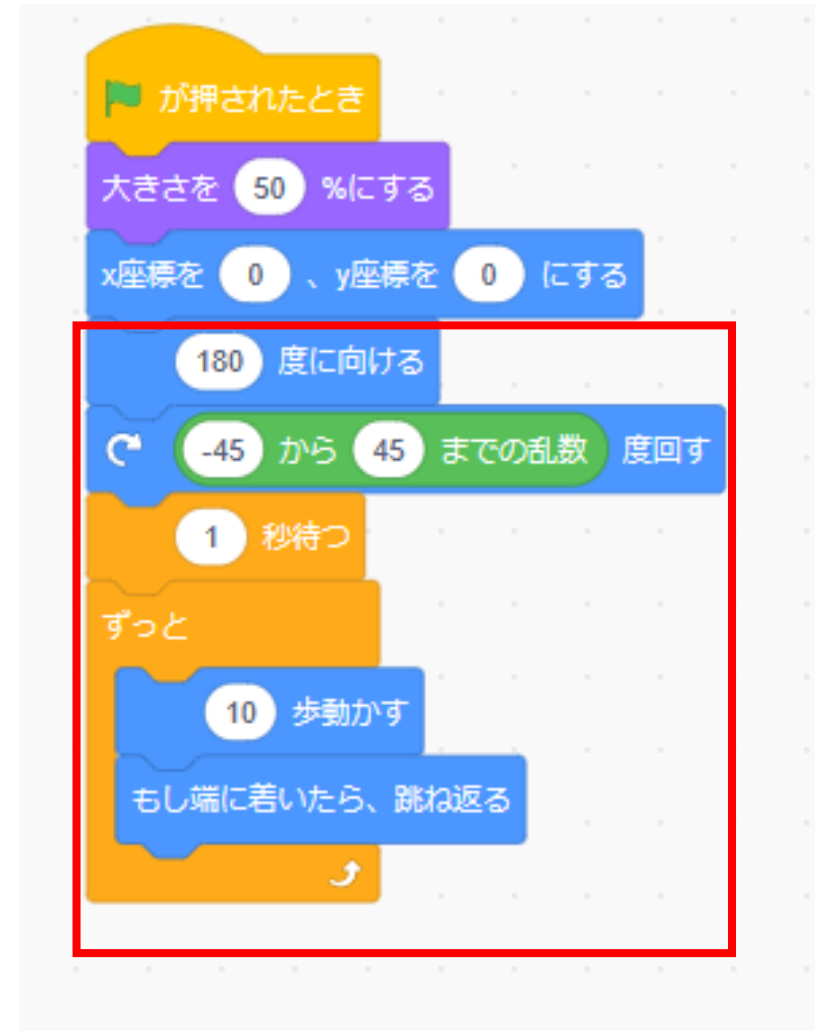 が押されたとき
大きさを 50 %にする
x座標を 0 、y座標を 0 にする
180 度に向ける
-45 から 45 までの乱数 度回す
1 秒待つ
ずっと
10 歩動かす
もし端に着いたら、跳ね返る